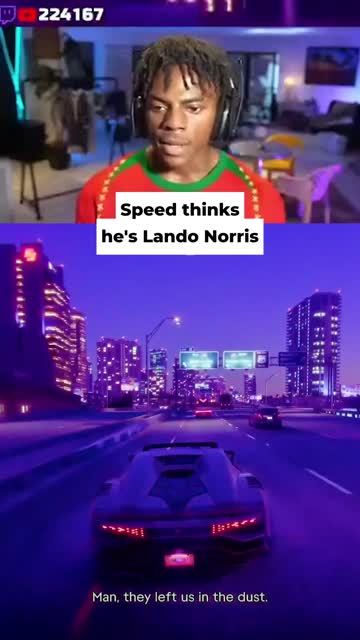 224167
Speed thinks
he's Lando Norris
Man, they left us in the dust.